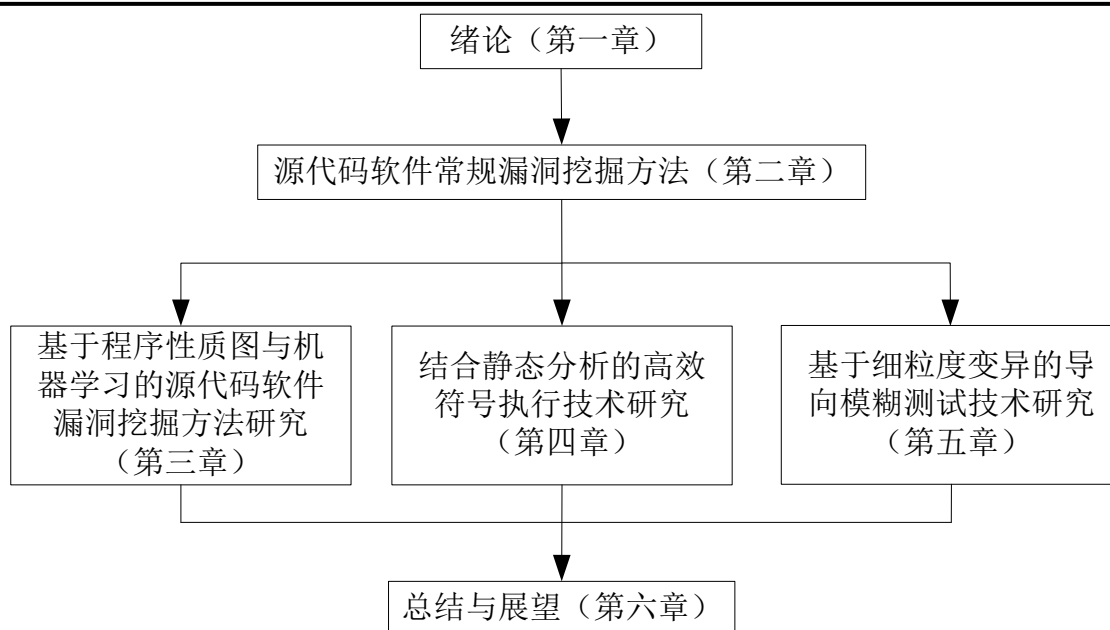 绪论（第一章）
源代码软件常规漏洞挖掘方法（第二章）
基于程序性质图与机
器学习的源代码软件
漏洞挖掘方法研究
（第三章）
结合静态分析的高效
符号执行技术研究
（第四章）
基于细粒度变异的导
向模糊测试技术研究
（第五章）
总结与展望（第六章）